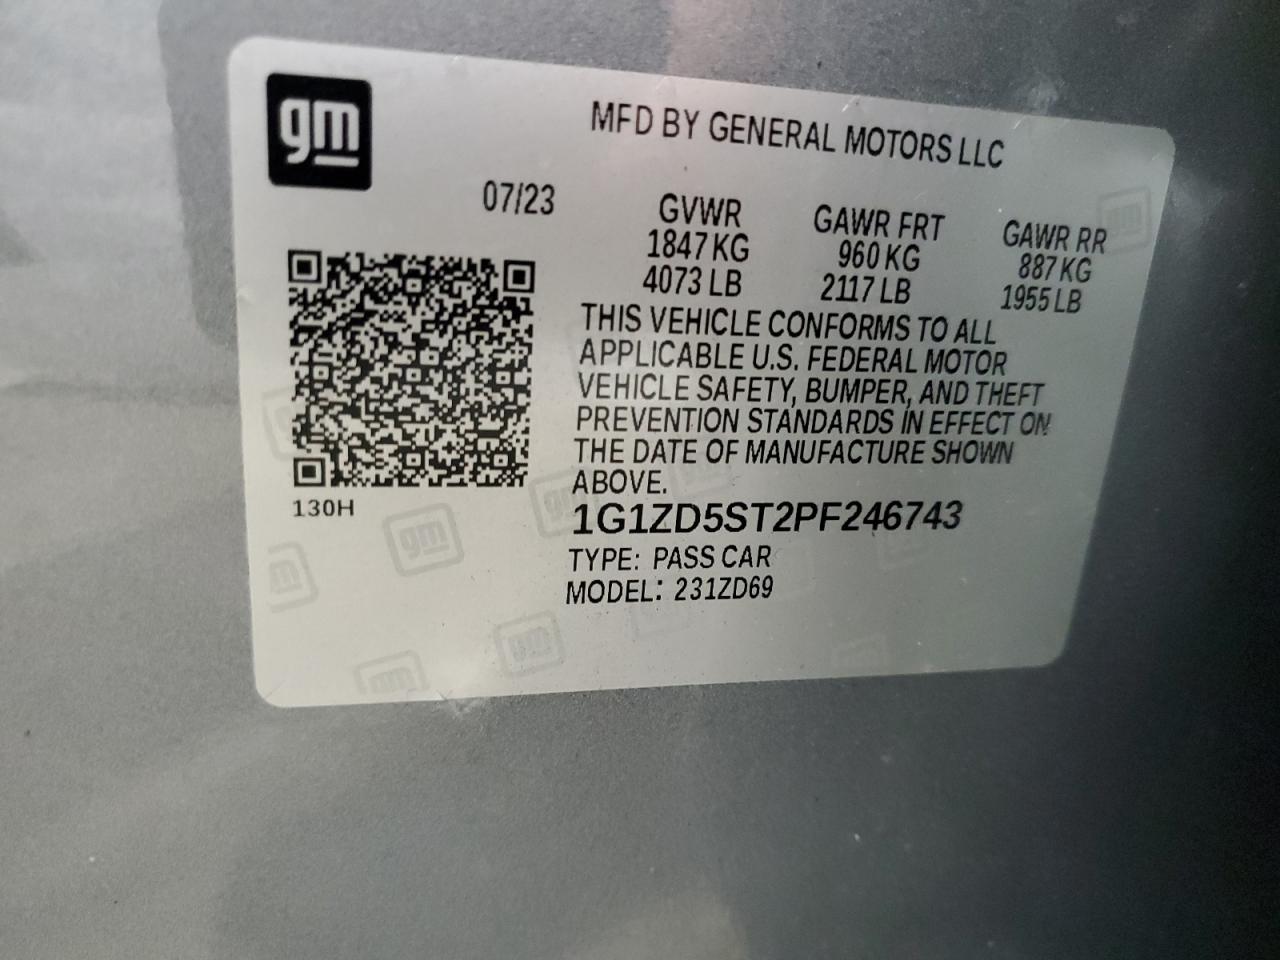 gm
MFD BY GENERAL MOTORS LLC
07/23
GVWR GAWR FRT GAWR RR
1847 KG 960 KG 887 KG
4073 LB 2117 LB 1955 LB
THIS VEHICLE CONFORMS TO ALL
APPLICABLE U.S. FEDERAL MOTOR
VEHICLE SAFETY, BUMPER, AND THEFT
PREVENTION STANDARDS IN EFFECT ON
THE DATE OF MANUFACTURE SHOWN
ABOVE.
130H
1G1ZD5ST2PF246743
TYPE: PASS CAR
MODEL: 231ZD69